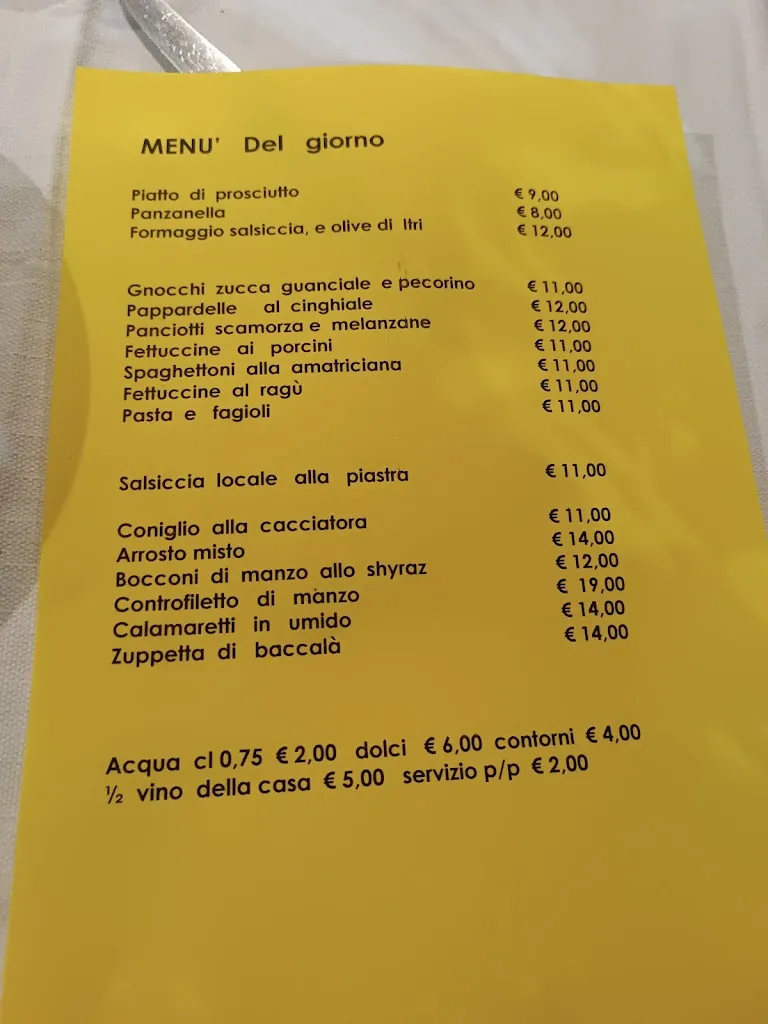 MENU' Del giorno
Piatto di prosciutto € 9,00
Panzanella € 8,00
Formaggio salsiccia, e olive di Itri € 12,00
Gnocchi zucca guanciale e pecorino € 11,00
Pappardelle al cinghiale € 12,00
Panciotti scamorza e melanzane € 12,00
Fettuccine ai porcini € 11,00
Spaghettoni alla amatriciana € 11,00
Fettuccine al ragù € 11,00
Pasta e fagioli € 11,00
Salsiccia locale alla piastra € 11,00
Coniglio alla cacciatora € 11,00
Arrosto misto € 14,00
Bocconi di manzo allo shyraz € 12,00
Controfiletto di manzo € 19,00
Calamaretti in umido € 14,00
Zuppetta di baccalà € 14,00
Acqua cl 0,75 € 2,00 dolci € 6,00 contorni € 4,00
½ vino della casa € 5,00 servizio p/p € 2,00